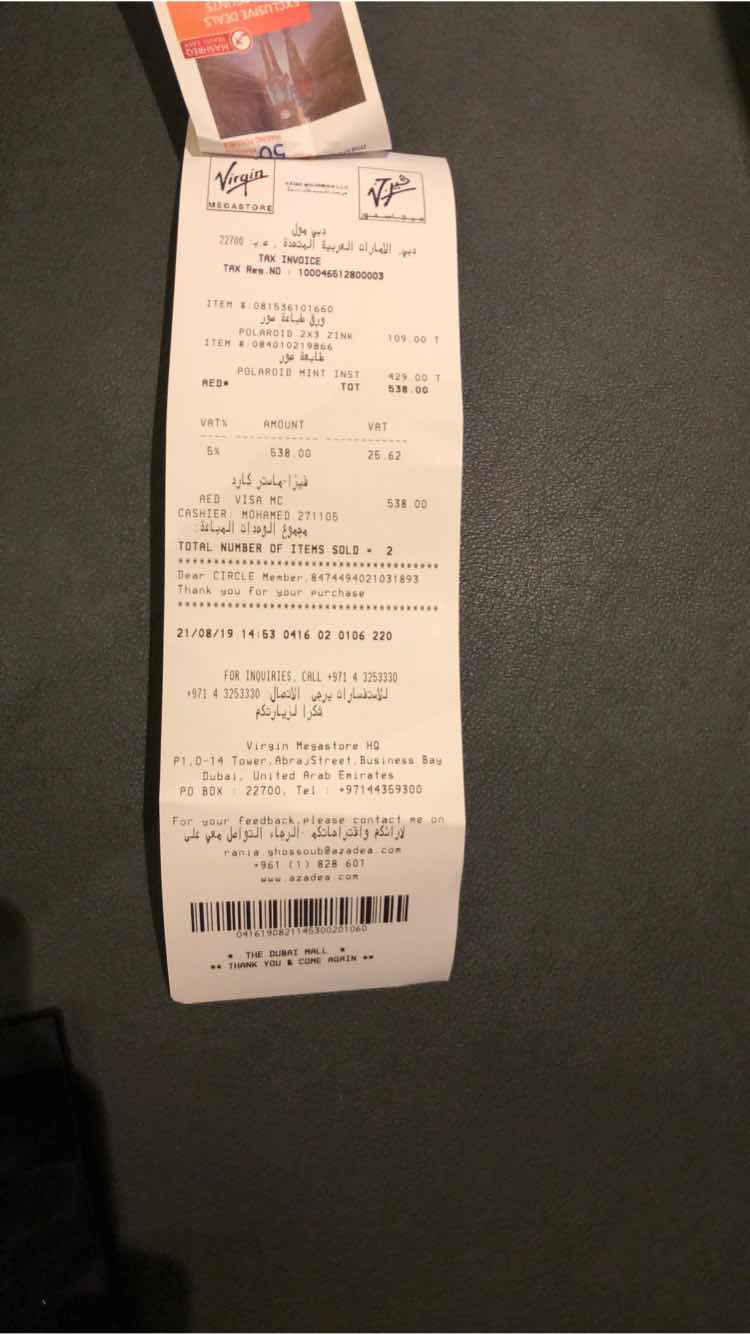 EXCLUSIVE DEALS
MASHREQ
50
Virgin
MEGASTORE
فيرجن
ميجاستور
دبي مول
دبي, الامارات العربية المتحدة , ص.ب: 22700
TAX INVOICE
TAX Reg.NO : 100046512800003
ITEM #:081536101660
ورق طباعة صور
POLAROID 2X3 ZINK 109.00 T
ITEM #:084010219866
طابعة صور
POLAROID MINT INST 429.00 T
AED* TOT 538.00
VAT% AMOUNT VAT
---- ------------ ------------
5% 538.00 25.62
فيزا-ماستر كارد
AED VISA MC 538.00
CASHIER: MOHAMED 271105
مجموع الوحدات المباعة:
TOTAL NUMBER OF ITEMS SOLD = 2
**************************************
Dear CIRCLE Member,8474494021031893
Thank you for your purchase
**************************************
21/08/19 14:53 0416 02 0106 220
FOR INQUIRIES, CALL +971 4 3253330
للاستفسارات يرجى الاتصال: 3253330 4 971+
شكرا لزيارتكم
Virgin Megastore HQ
P1,O-14 Tower,AbrajStreet,Business Bay
Dubai, United Arab Emirates
PO BOX : 22700, Tel : +97144359300
For your feedback,please contact me on
لارائكم واقتراحاتكم -الرجاء التواصل معي على
rania.ghossoub@azadea.com
+961 (1) 828 601
www.azadea.com
0416190821145300201060
* THE DUBAI MALL *
** THANK YOU & COME AGAIN **